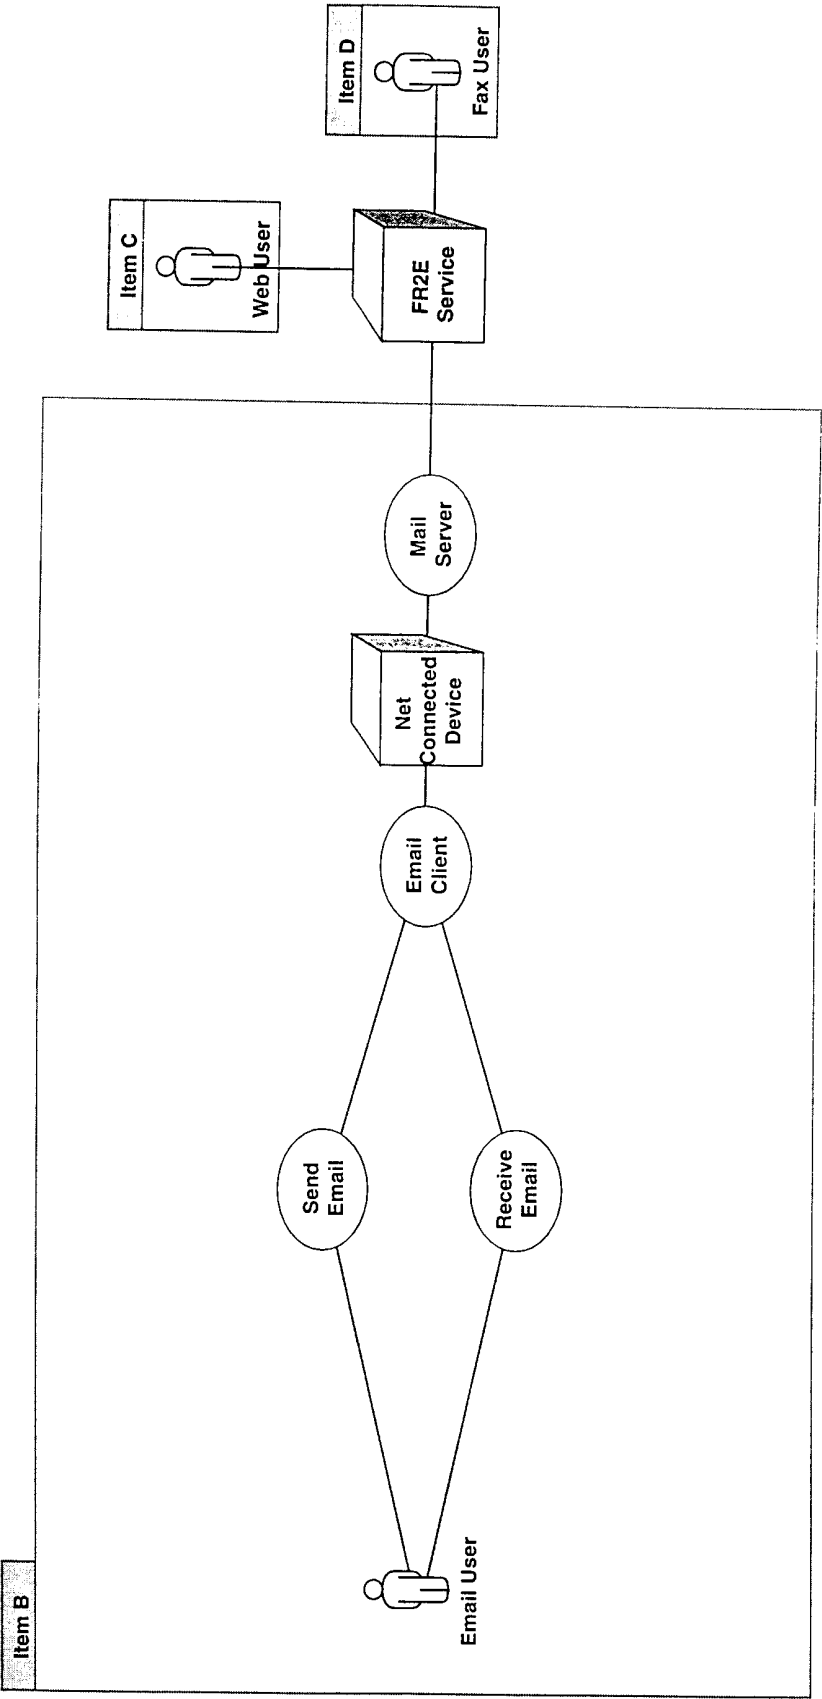 Item B
Email User
Send
Email
Receive
Email
Email
Client
Net
Connected
Device
Mail
Server
FR2E
Service
Item C
Web User
Item D
Fax User